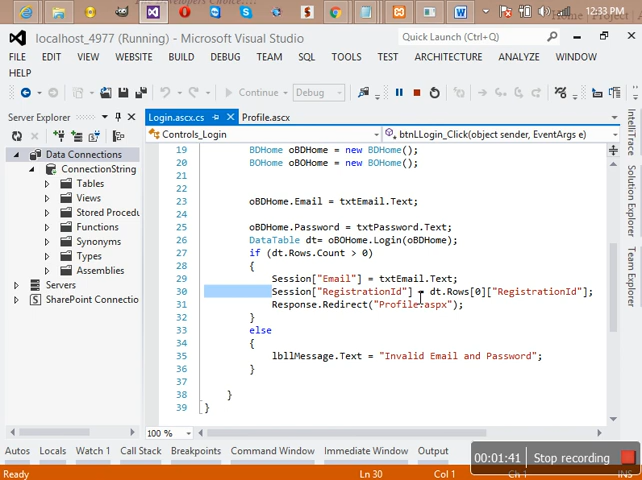 12:33 PM
Home | Project | A
localhost_4977 (Running) - Microsoft Visual Studio
Quick Launch (Ctrl+Q)
FILE EDIT VIEW WEBSITE BUILD DEBUG TEAM SQL TOOLS TEST ARCHITECTURE ANALYZE WINDOW
HELP
Continue Debug
Server Explorer
Login.ascx.cs
Profile.ascx
Controls_Login
btnLLogin_Click(object sender, EventArgs e)
Data Connections
ConnectionString
Tables
Views
Stored Procedu
Functions
Synonyms
Types
Assemblies
Servers
SharePoint Connectio
19 BDHome oBDHome = new BDHome();
20 BOHome oBOHome = new BOHome();
21
22
23 oBDHome.Email = txtEmail.Text;
24
25 oBDHome.Password = txtPassword.Text;
26 DataTable dt= oBOHome.Login(oBDHome);
27 if (dt.Rows.Count > 0)
28 {
29 Session["Email"] = txtEmail.Text;
30 Session["RegistrationId"] = dt.Rows[0]["RegistrationId"];
31 Response.Redirect("Profile.aspx");
32 }
33 else
34 {
35 lbllMessage.Text = "Invalid Email and Password";
36 }
37
38 }
39 }
IntelliTrace
Solution Explorer
Team Explorer
100 %
Autos Locals Watch 1 Call Stack Breakpoints Command Window Immediate Window Output
00:01:41 Stop recording
Ready Ln 30 Col 1 Ch 1 INS